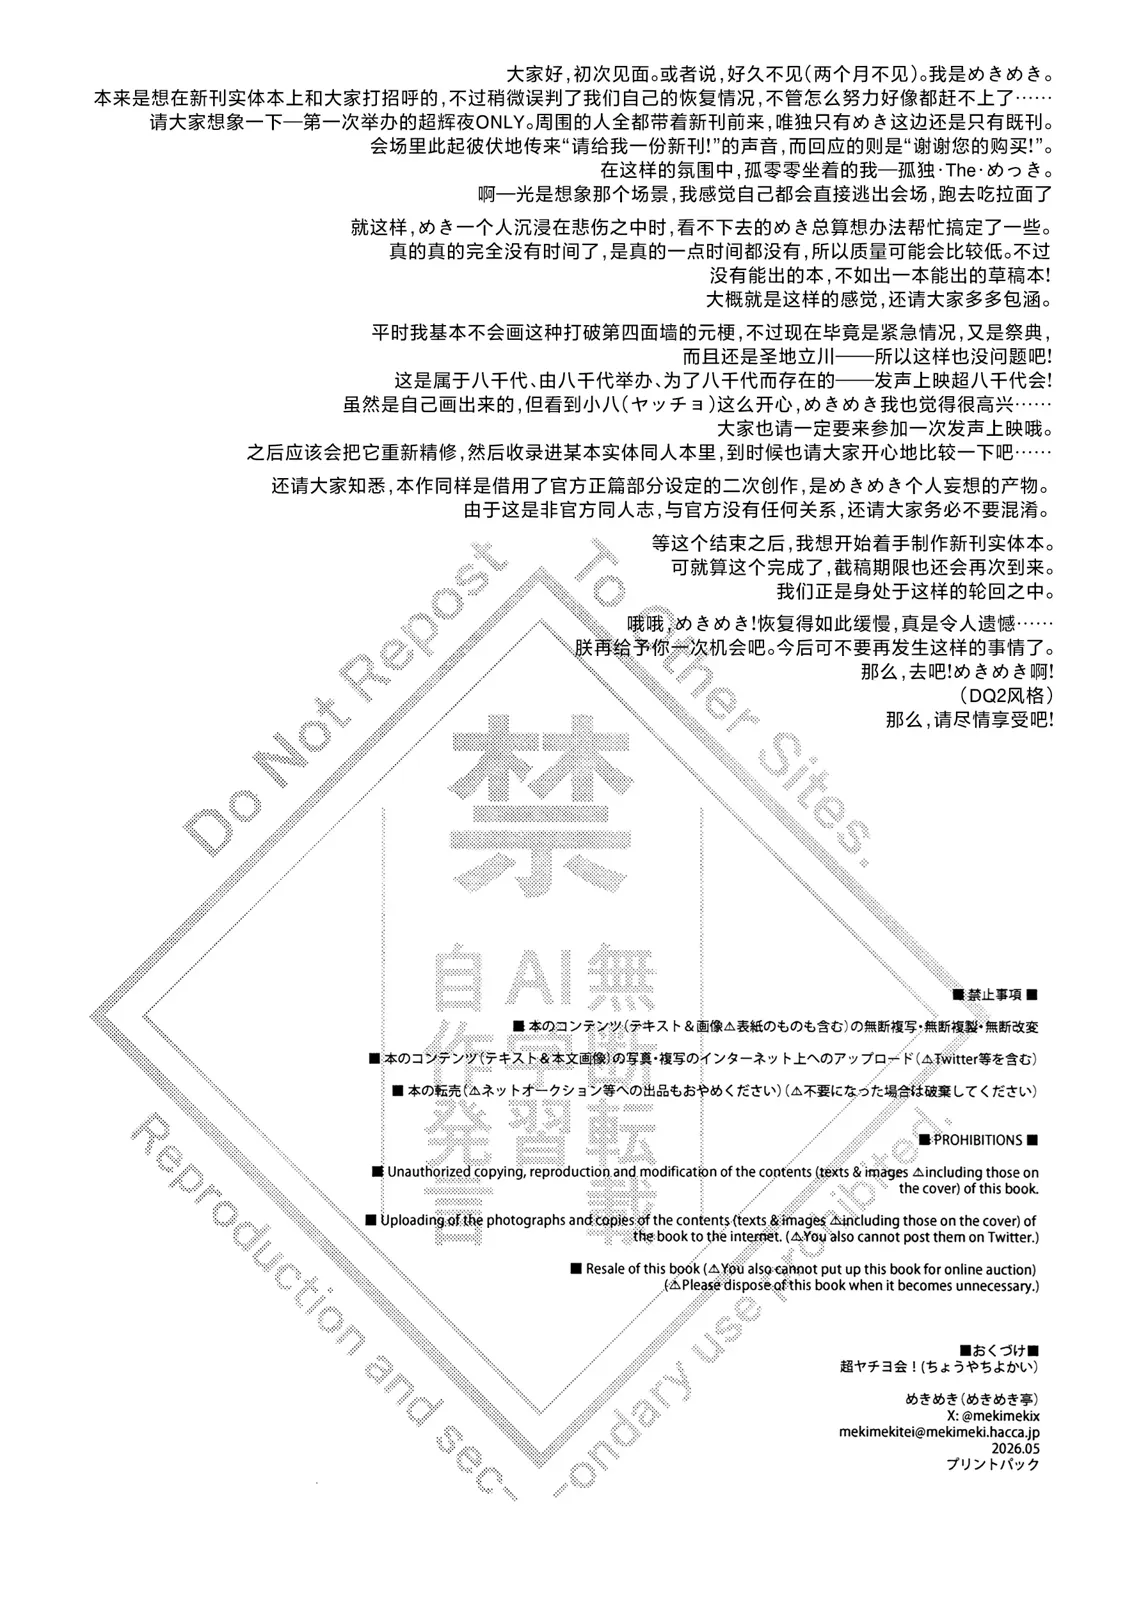 大家好，初次见面。或者说，好久不见（两个月不见）。我是めきめき。
本来是想在新刊实体本上和大家打招呼的，不过稍微误判了我们自己的恢复情况，不管怎么努力好像都赶不上了……
请大家想象一下—第一次举办的超辉夜ONLY。周围的人全都带着新刊前来，唯独只有めき这边还是只有既刊。
会场里此起彼伏地传来“请给我一份新刊!”的声音，而回应的则是“谢谢您的购买!”。
在这样的氛围中，孤零零坐着的我—孤独·The·めっき。
啊—光是想象那个场景，我感觉自己都会直接逃出会场，跑去吃拉面了
就这样，めき一个人沉浸在悲伤之中时，看不下去的めき总算想办法帮忙搞定了一些。
真的真的完全没有时间了，是真的一点时间都没有，所以质量可能会比较低。不过
没有能出的本，不如出一本能出的草稿本!
大概就是这样的感觉，还请大家多多包涵。
平时我基本不会画这种打破第四面墙的元梗，不过现在毕竟是紧急情况，又是祭典，
而且还是圣地立川——所以这样也没问题吧!
这是属于八千代、由八千代举办、为了八千代而存在的——发声上映超八千代会!
虽然是自己画出来的，但看到小八（ヤッチョ）这么开心，めきめき我也觉得很高兴……
大家也请一定要来参加一次发声上映哦。
之后应该会把它重新精修，然后收录进某本实体同人本里，到时候也请大家开心地比较一下吧……
还请大家知悉，本作同样是借用了官方正篇部分设定的二次创作，是めきめき个人妄想的产物。
由于这是非官方同人志，与官方没有任何关系，还请大家务必不要混淆。
等这个结束之后，我想开始着手制作新刊实体本。
可就算这个完成了，截稿期限也还会再次到来。
我们正是身处于这样的轮回之中。
哦哦，めきめき!恢复得如此缓慢，真是令人遗憾……
朕再给予你一次机会吧。今后可不要再发生这样的事情了。
那么，去吧!めきめき啊!
（DQ2风格）
那么，请尽情享受吧!
Do Not Repost
To Other Sites.
禁
無断転載
AI学習
自作発言
Reproduction and sec-
-ondary use prohibited.
■ 禁止事項 ■
■ 本のコンテンツ（テキスト＆画像⚠表紙のものも含む）の無断複写・無断複製・無断改変
■ 本のコンテンツ（テキスト＆本文画像）の写真・複写のインターネット上へのアップロード（⚠Twitter等を含む）
■ 本の転売（⚠ネットオークション等への出品もおやめください）（⚠不要になった場合は破棄してください）
■ PROHIBITIONS ■
■ Unauthorized copying, reproduction and modification of the contents (texts & images ⚠including those on
the cover) of this book.
■ Uploading of the photographs and copies of the contents (texts & images ⚠including those on the cover) of
the book to the internet. (⚠You also cannot post them on Twitter.)
■ Resale of this book (⚠You also cannot put up this book for online auction)
(⚠Please dispose of this book when it becomes unnecessary.)
■おくづけ■
超ヤチヨ会！(ちょうやちよかい)
めきめき（めきめき亭）
X: @mekimekix
mekimekitei@mekimeki.hacca.jp
2026.05
プリントパック